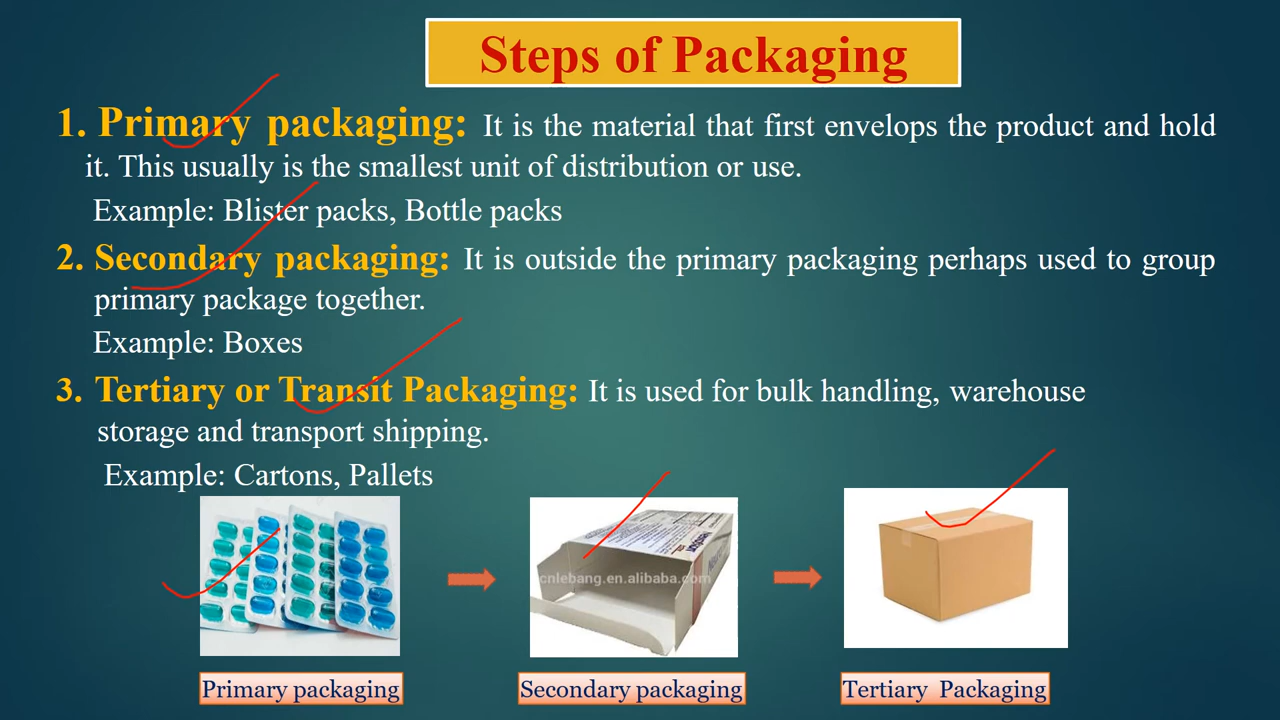 Steps of Packaging
1. Primary packaging: It is the material that first envelops the product and hold
it. This usually is the smallest unit of distribution or use.
Example: Blister packs, Bottle packs
2. Secondary packaging: It is outside the primary packaging perhaps used to group
primary package together.
Example: Boxes
3. Tertiary or Transit Packaging: It is used for bulk handling, warehouse
storage and transport shipping.
Example: Cartons, Pallets
cnlebang.en.alibaba.com
Primary packaging
Secondary packaging
Tertiary Packaging